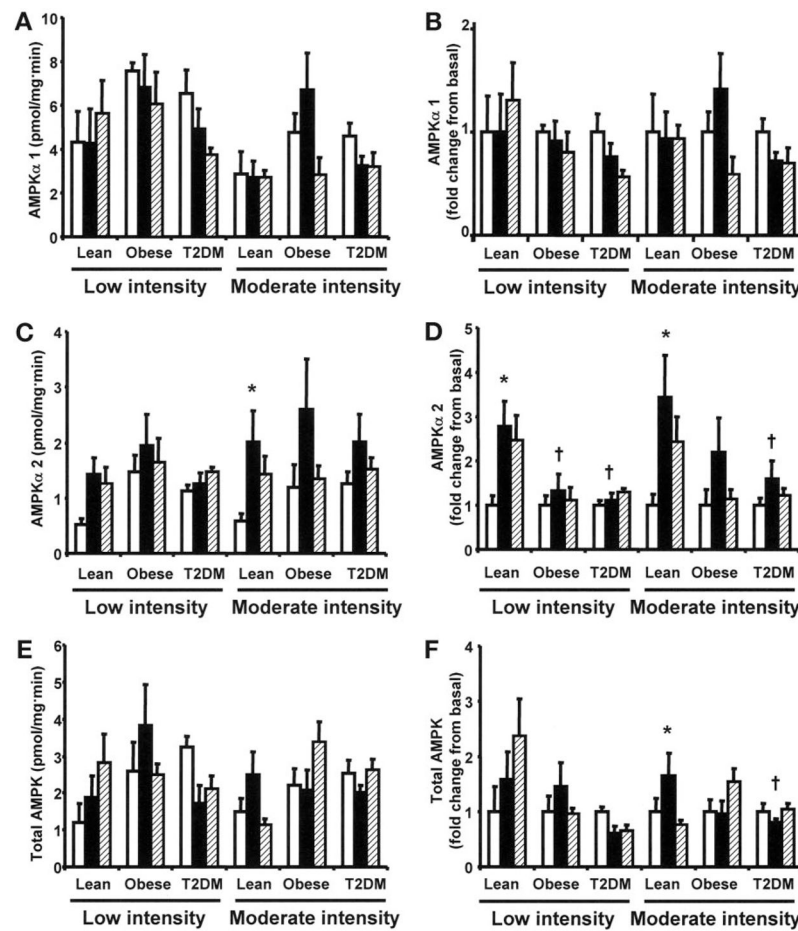 A
AMPKα 1 (pmol/mg·min)
10
8
6
4
2
0
Lean Obese T2DM Lean Obese T2DM
Low intensity Moderate intensity
B
AMPKα 1
(fold change from basal)
2
1
0
Lean Obese T2DM Lean Obese T2DM
Low intensity Moderate intensity
C
AMPKα 2 (pmol/mg·min)
4
3
2
1
0
*
Lean Obese T2DM Lean Obese T2DM
Low intensity Moderate intensity
D
AMPKα 2
(fold change from basal)
5
4
3
2
1
0
* † † * †
Lean Obese T2DM Lean Obese T2DM
Low intensity Moderate intensity
E
Total AMPK (pmol/mg·min)
6
5
4
3
2
1
0
Lean Obese T2DM Lean Obese T2DM
Low intensity Moderate intensity
F
Total AMPK
(fold change from basal)
4
2
0
* †
Lean Obese T2DM Lean Obese T2DM
Low intensity Moderate intensity